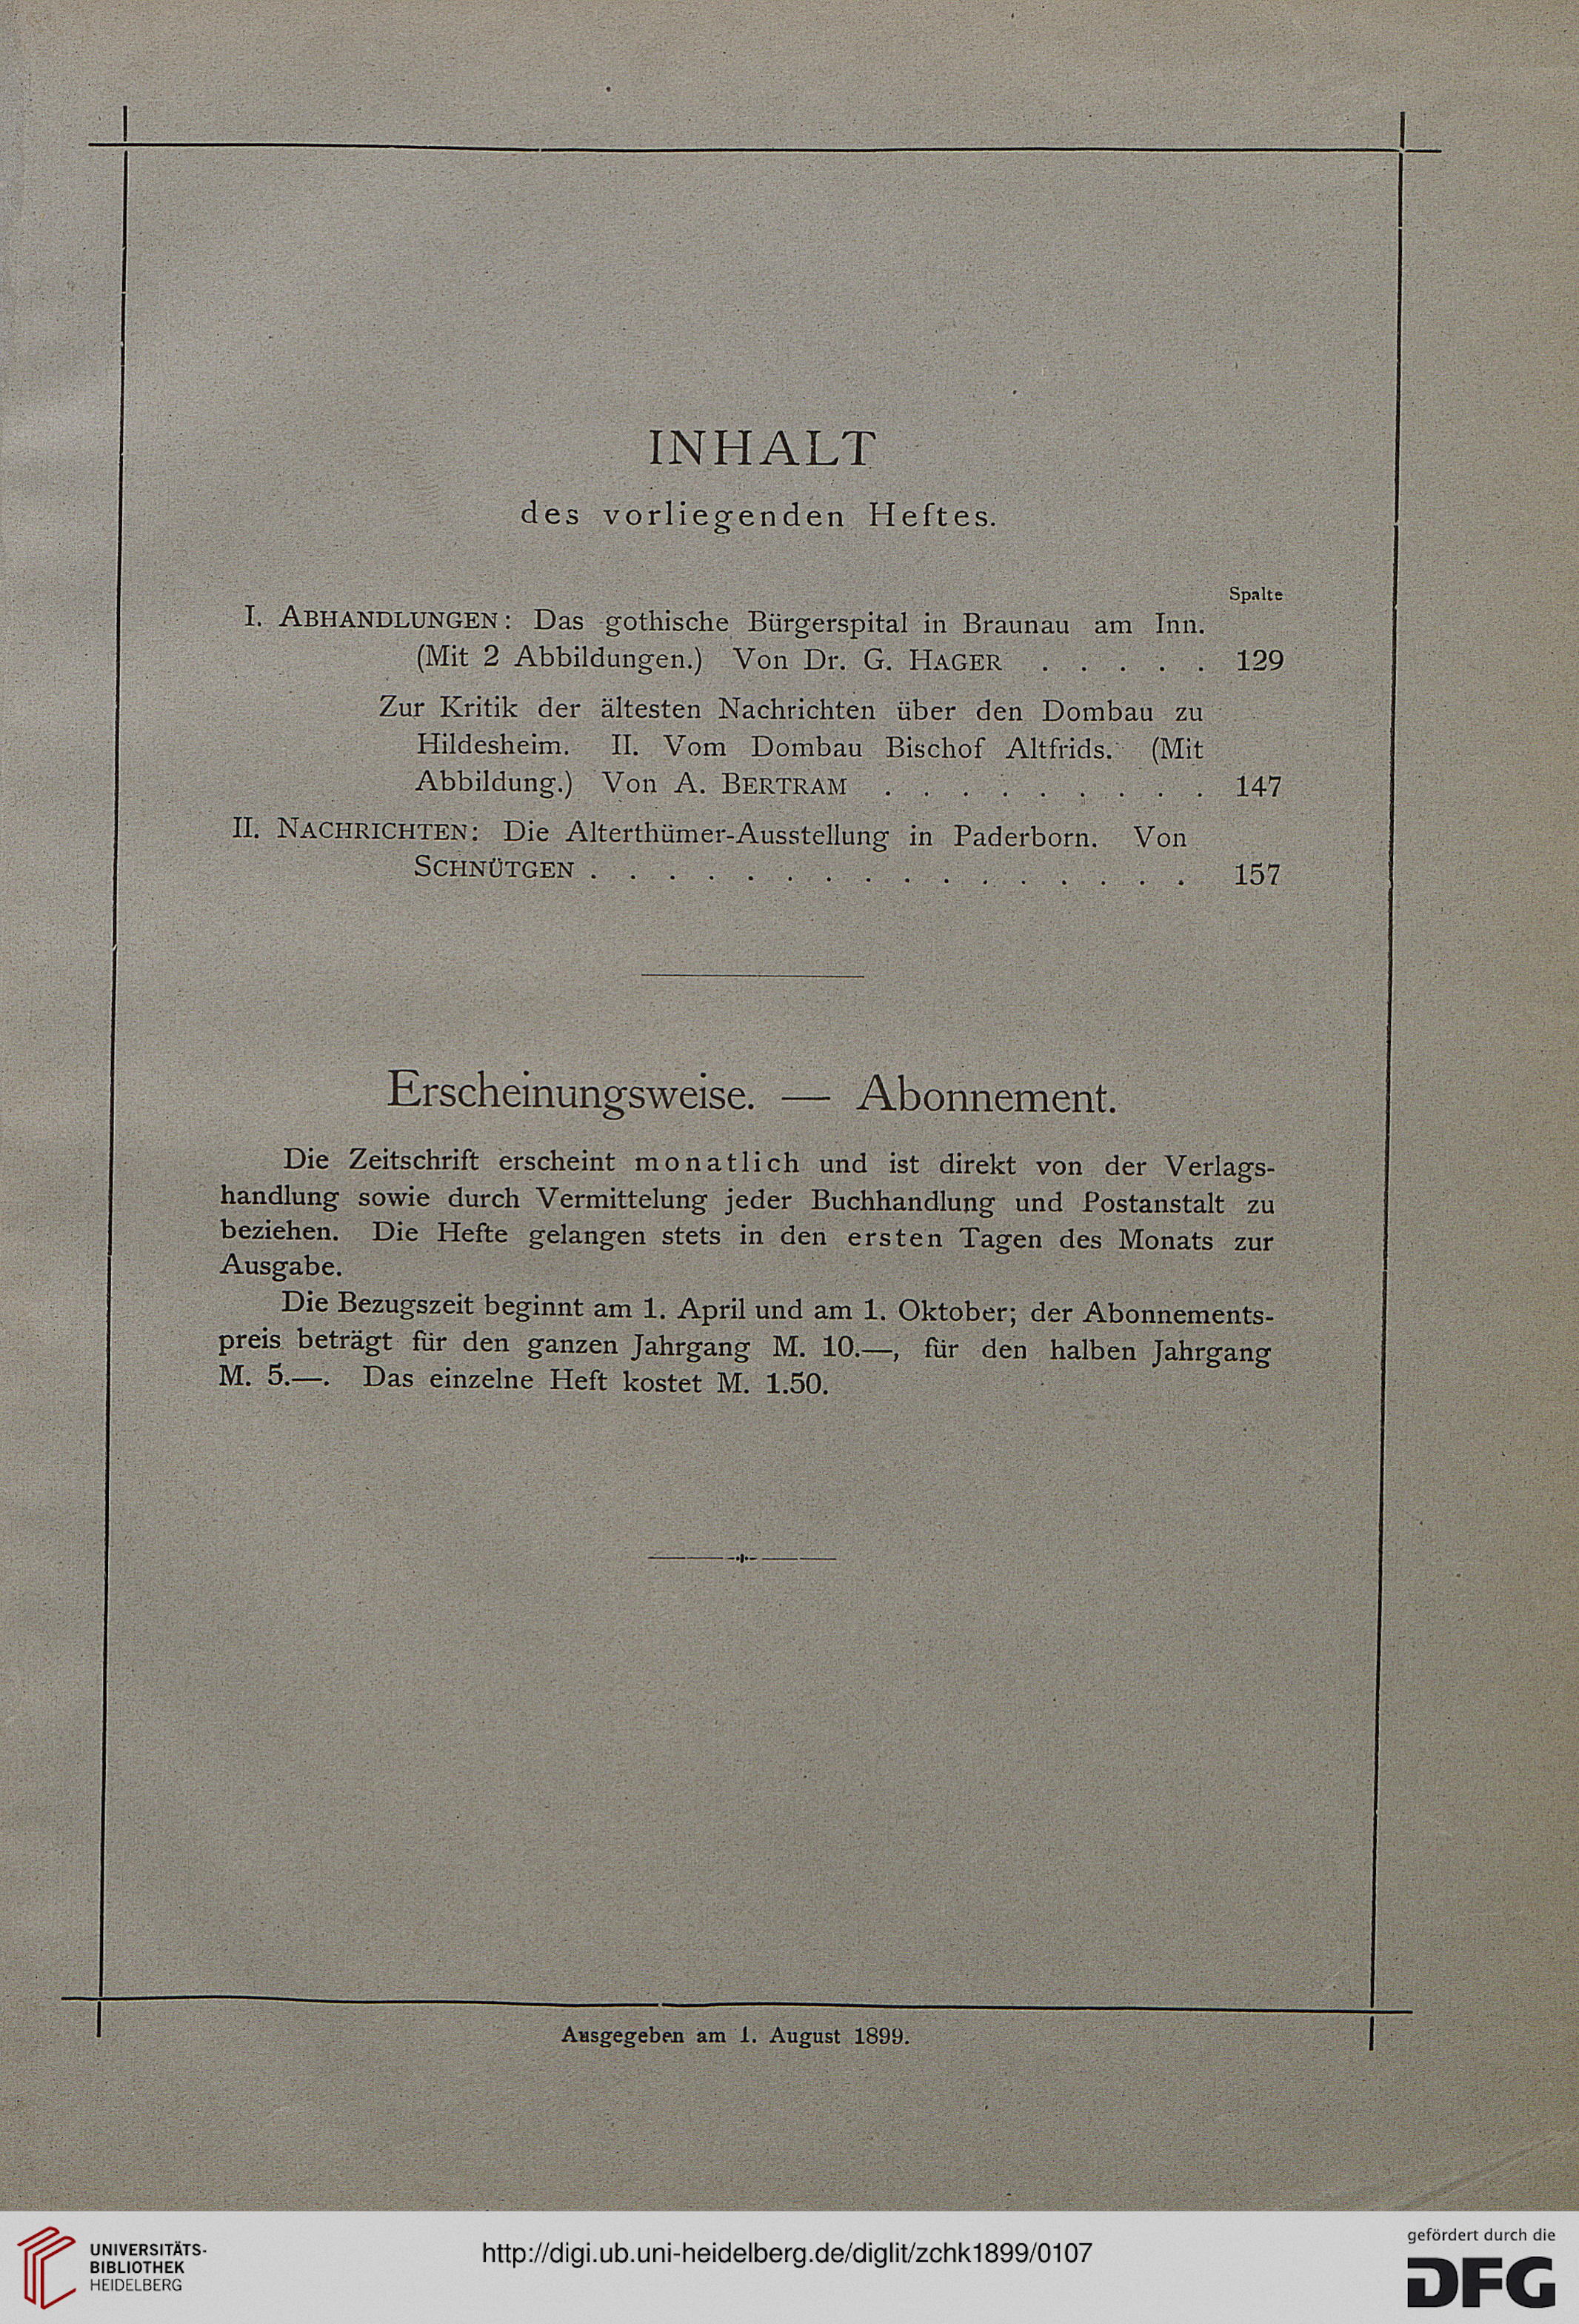 INHALT
des vorliegenden Heftes.
Spalte
I. ABHANDLUNGEN: Das gothische Bürgerspital in Braunau am Inn.
(Mit 2 Abbildungen.) Von Dr. G. HAGER . . . . . 129
Zur Kritik der ältesten Nachrichten über den Dombau zu
Hildesheim. II. Vom Dombau Bischof Altfrids. (Mit
Abbildung.) Von A. BERTRAM . . . . . . . . . 147
II. NACHRICHTEN: Die Alterthümer-Ausstellung in Paderborn. Von
SCHNÜTGEN . . . . . . . . . . . . . . . . 157
Erscheinungsweise. — Abonnement.
Die Zeitschrift erscheint monatlich und ist direkt von der Verlags-
handlung sowie durch Vermittelung jeder Buchhandlung und Postanstalt zu
beziehen. Die Hefte gelangen stets in den ersten Tagen des Monats zur
Ausgabe.
Die Bezugszeit beginnt am 1. April und am 1. Oktober; der Abonnements-
preis beträgt für den ganzen Jahrgang M. 10.—, für den halben Jahrgang
M. 5.—. Das einzelne Heft kostet M. 1.50.
Ausgegeben am 1. August 1899.
UNIVERSITÄTS-
BIBLIOTHEK
HEIDELBERG
http://digi.ub.uni-heidelberg.de/diglit/zchk1899/0107
gefördert durch die
DFG